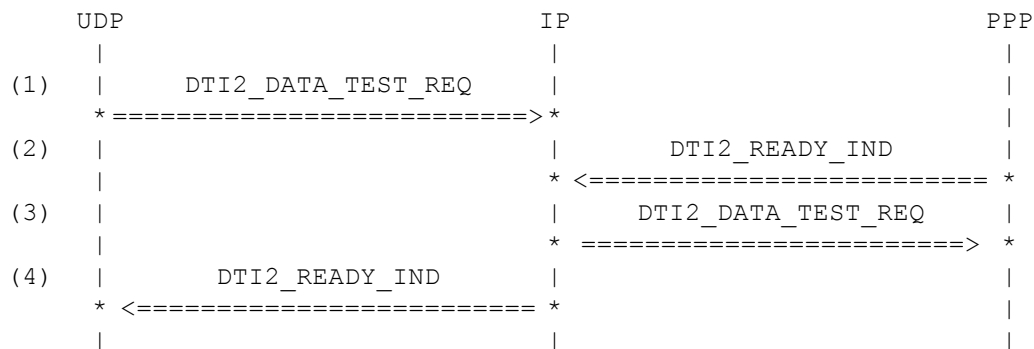 UDP IP PPP
| | |
(1) | DTI2_DATA_TEST_REQ | |
* ==========================> * |
(2) | | DTI2_READY_IND |
| * <========================= *
(3) | | DTI2_DATA_TEST_REQ |
| * ========================> *
(4) | DTI2_READY_IND | |
* <========================== * |
| | |